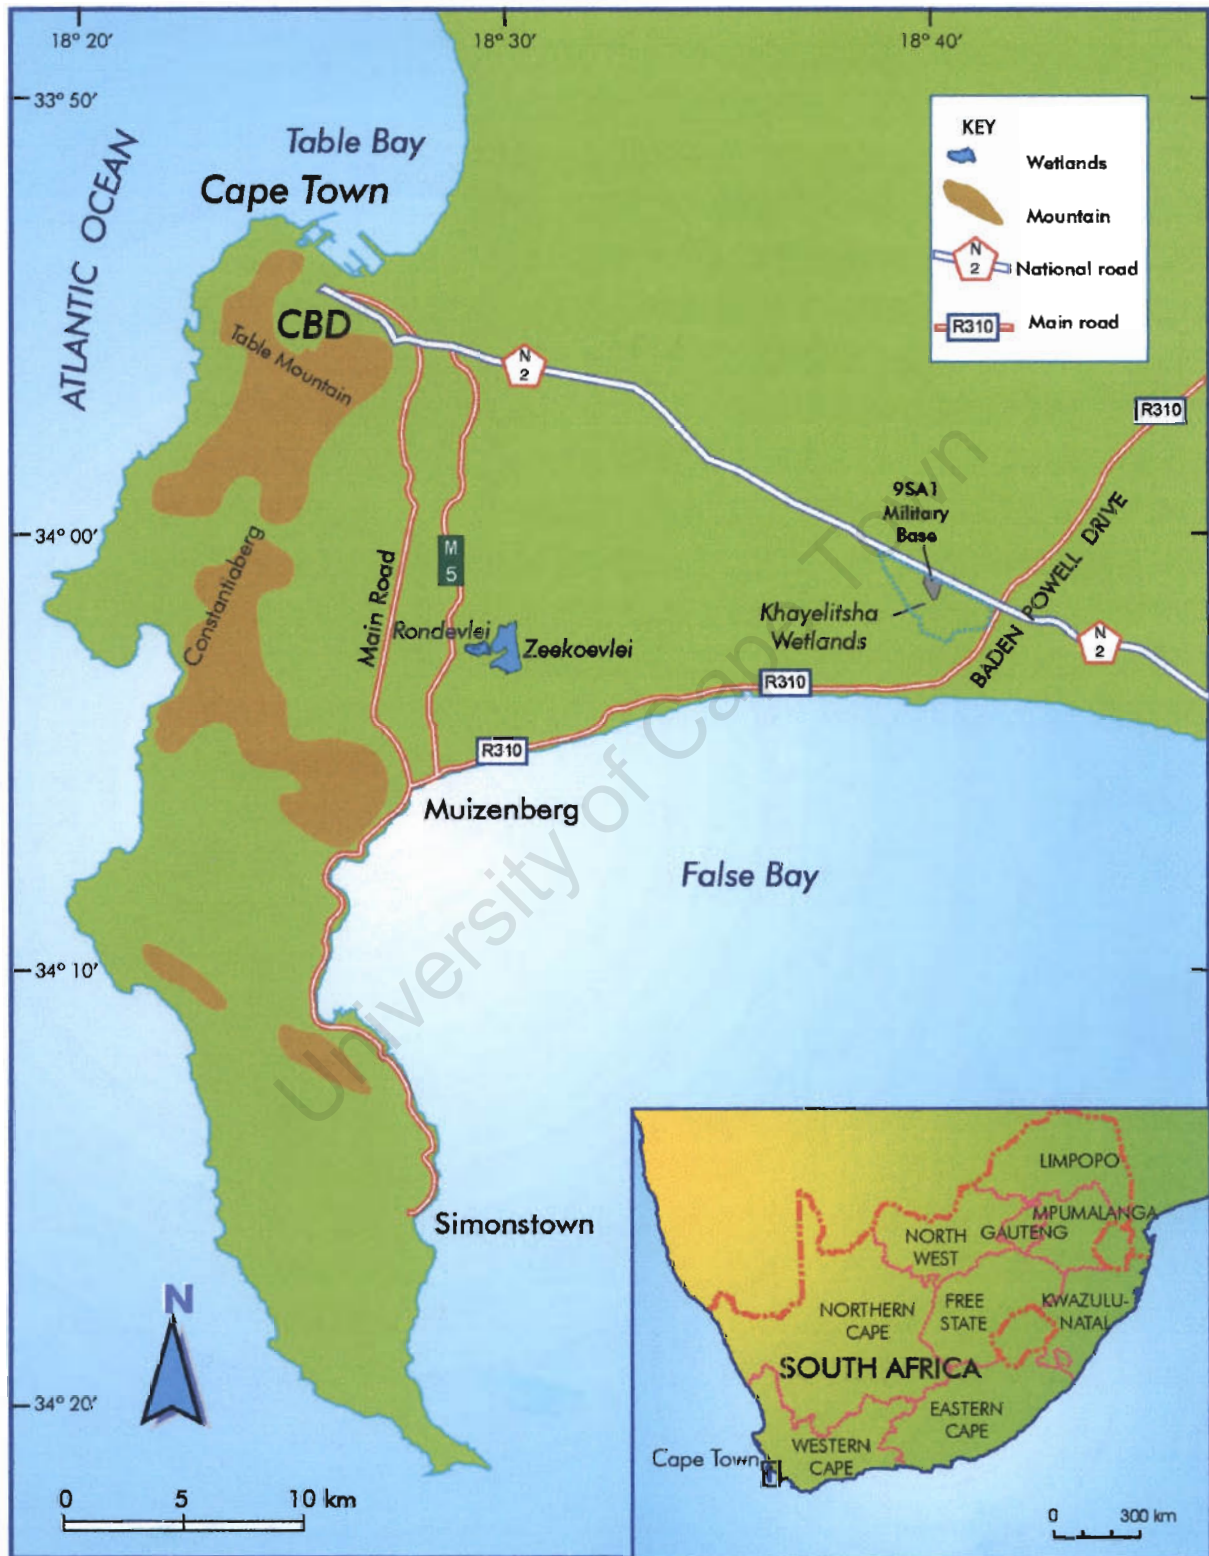 18° 20'
18° 30'
18° 40'
33° 50'
Table Bay
Cape Town
ATLANTIC OCEAN
KEY
Wetlands
Mountain
N
2
National road
R310
Main road
CBD
Table Mountain
N
2
R310
9SA1
Military
Base
34° 00'
M
5
Constantiaberg
Main Road
Rondevlei
Zeekoevlei
Khayelitsha
Wetlands
BADEN POWELL DRIVE
N
2
R310
R310
Muizenberg
False Bay
34° 10'
University of Cape Town
Simonstown
N
34° 20'
0 5 10 km
LIMPOPO
MPUMALANGA
GAUTENG
NORTH
WEST
NORTHERN
CAPE
FREE
STATE
KWAZULU-
NATAL
SOUTH AFRICA
EASTERN
CAPE
WESTERN
CAPE
Cape Town
0 300 km